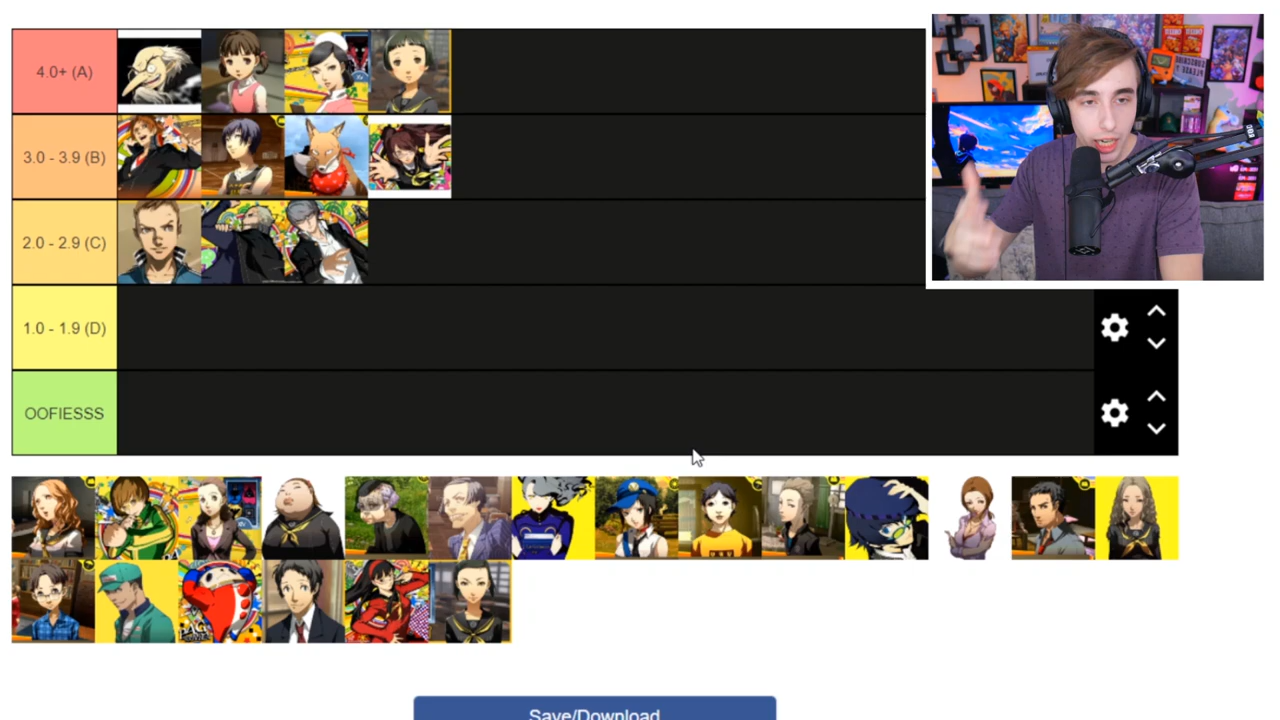 4.0+ (A)
3.0 - 3.9 (B)
2.0 - 2.9 (C)
1.0 - 1.9 (D)
OOFIESSS
Save/Download